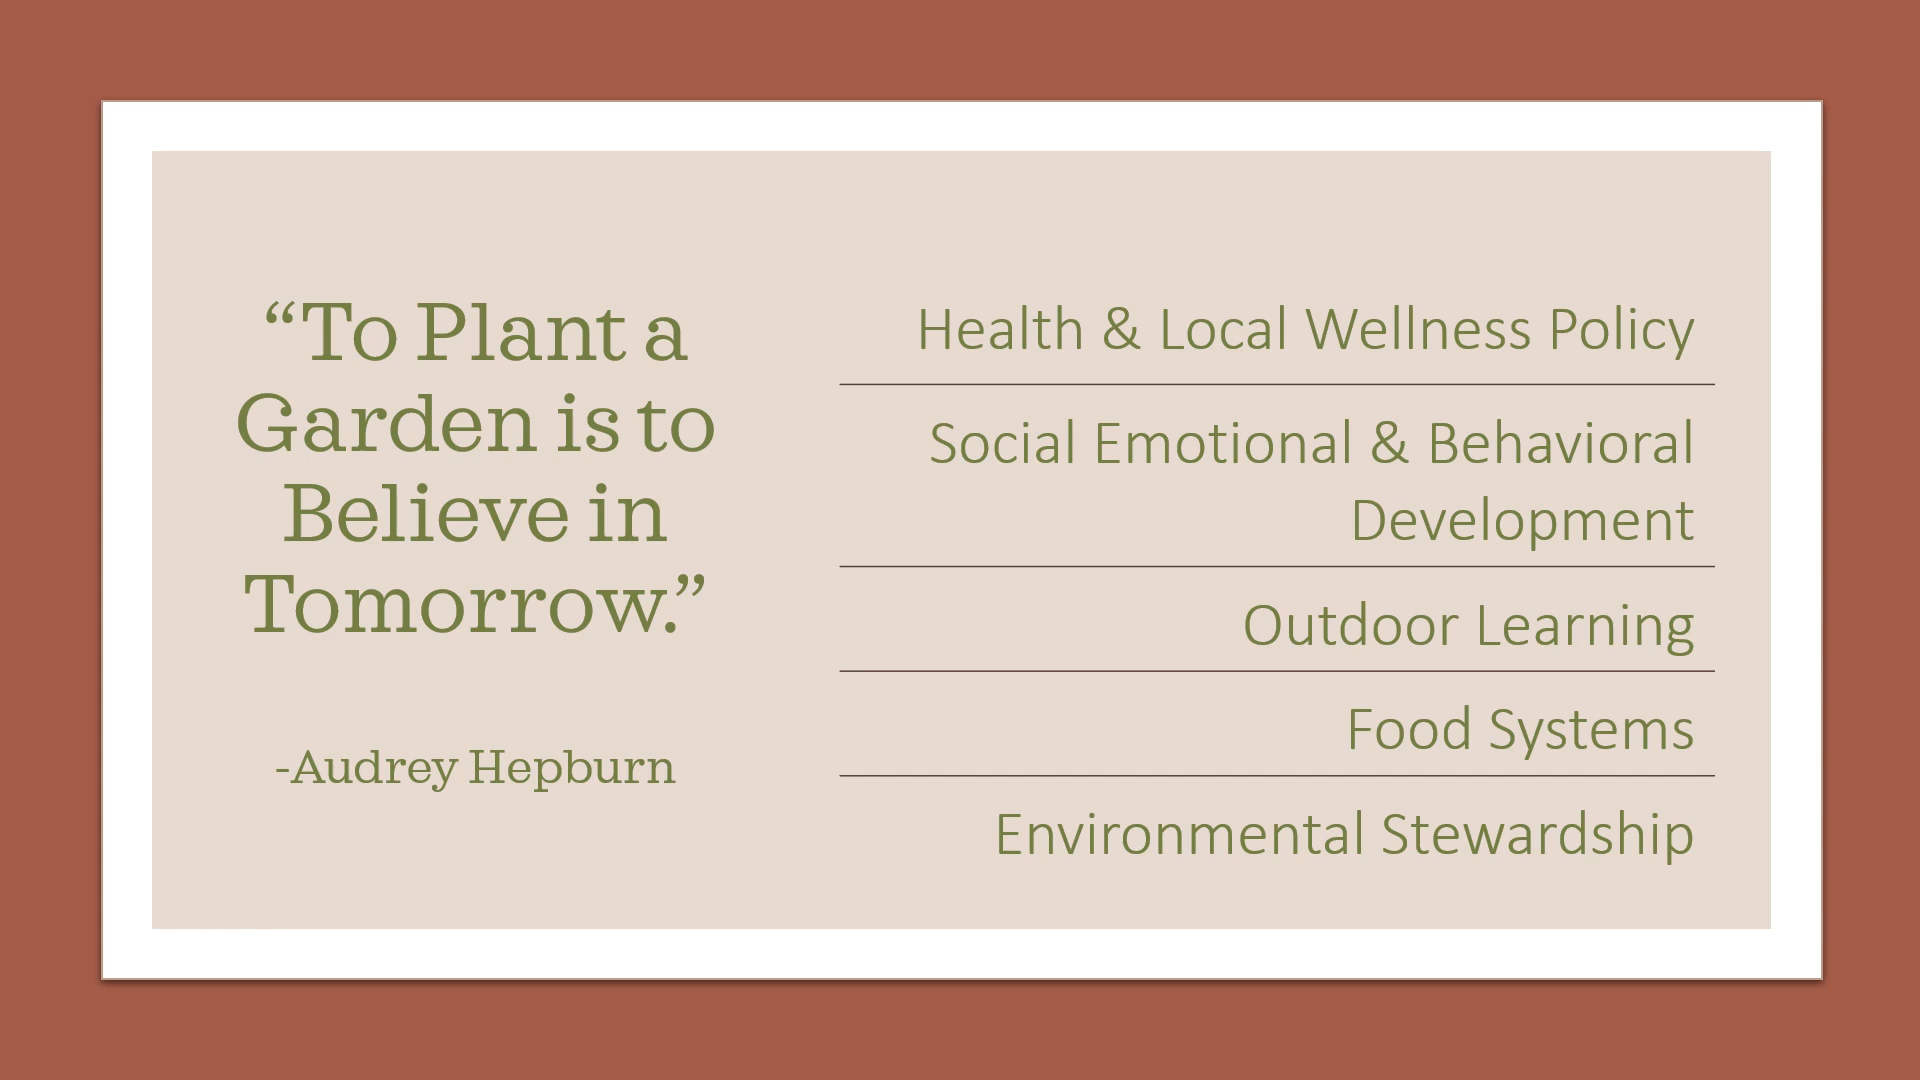 “To Plant a
Garden is to
Believe in
Tomorrow.”
-Audrey Hepburn
Health & Local Wellness Policy
Social Emotional & Behavioral
Development
Outdoor Learning
Food Systems
Environmental Stewardship